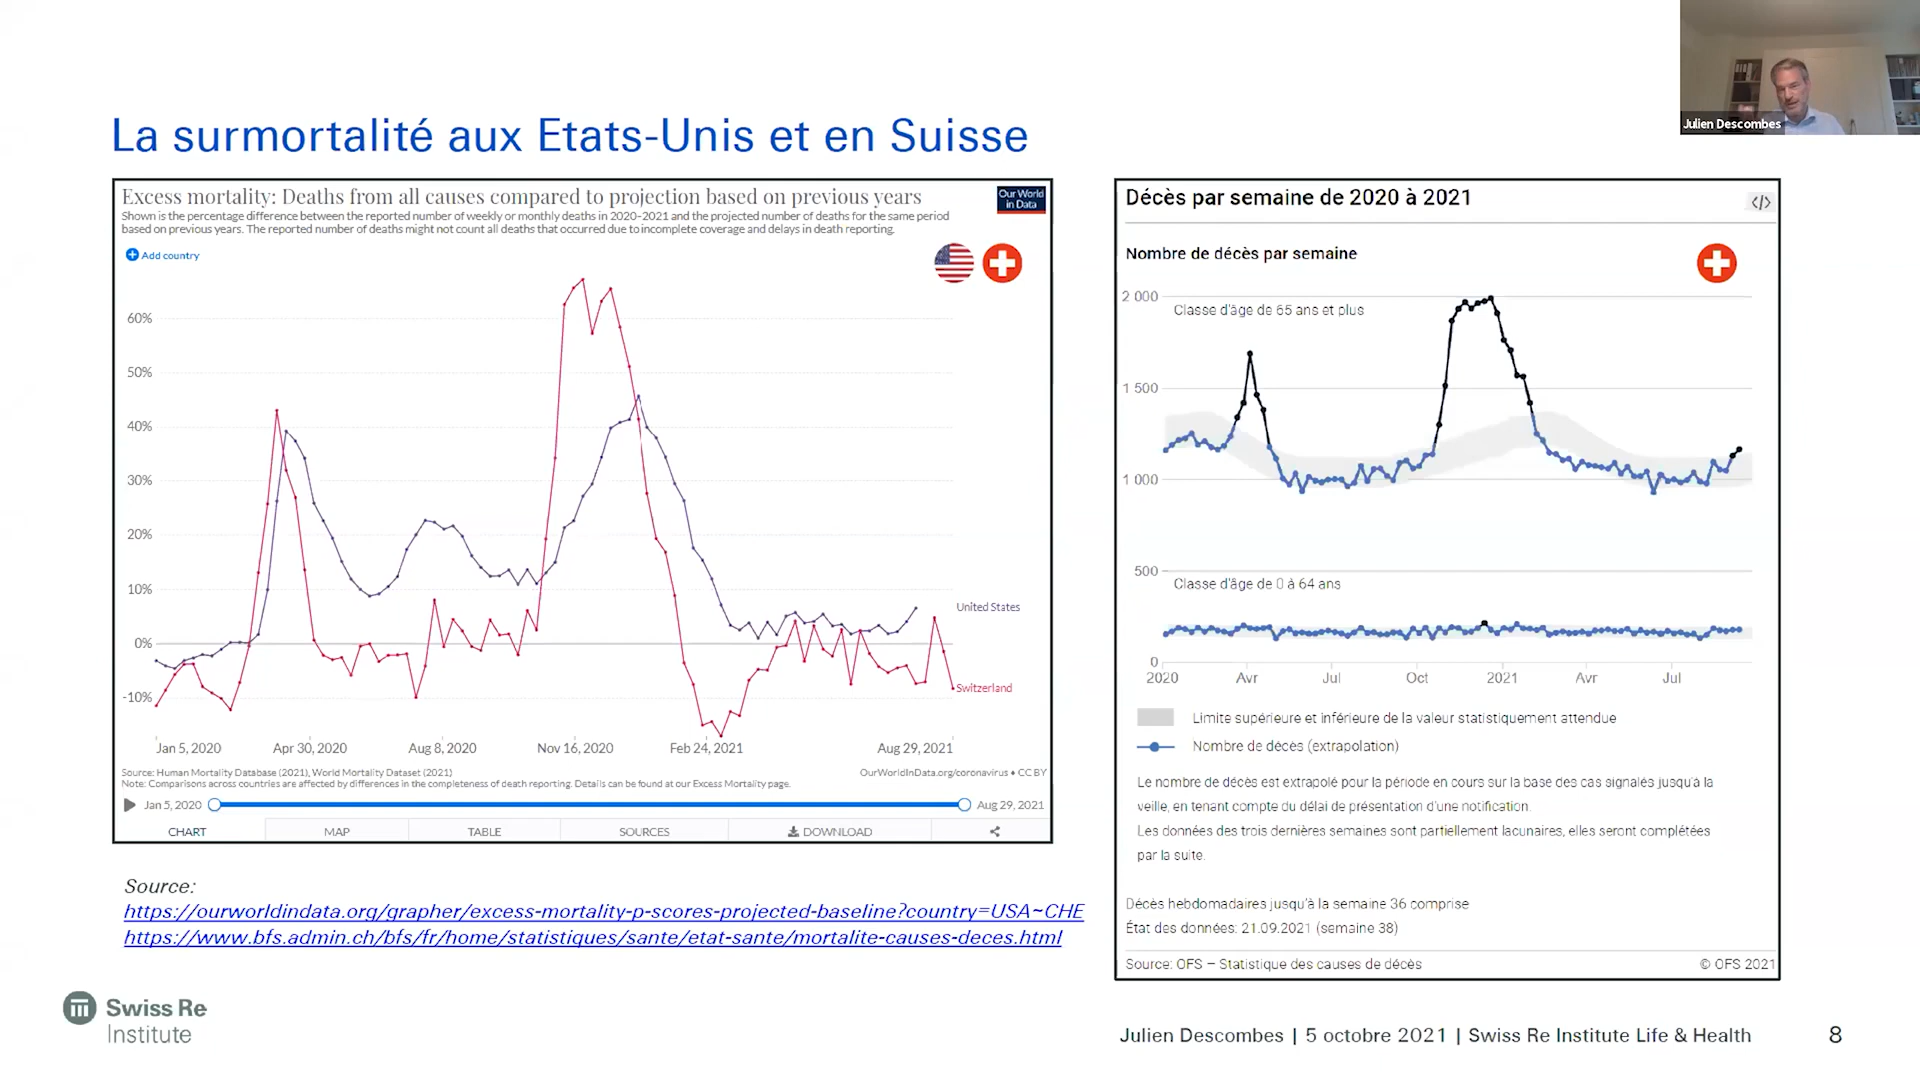 Julien Descombes
La surmortalité aux Etats-Unis et en Suisse
Excess mortality: Deaths from all causes compared to projection based on previous years
Our World
in Data
Shown is the percentage difference between the reported number of weekly or monthly deaths in 2020-2021 and the projected number of deaths for the same period
based on previous years. The reported number of deaths might not count all deaths that occurred due to incomplete coverage and delays in death reporting.
Add country
60%
50%
40%
30%
20%
10%
0%
-10%
United States
Switzerland
Jan 5, 2020
Apr 30, 2020
Aug 8, 2020
Nov 16, 2020
Feb 24, 2021
Aug 29, 2021
Source: Human Mortality Database (2021), World Mortality Dataset (2021)
OurWorldInData.org/coronavirus • CC BY
Note: Comparisons across countries are affected by differences in the completeness of death reporting. Details can be found at our Excess Mortality page.
Jan 5, 2020
Aug 29, 2021
CHART
MAP
TABLE
SOURCES
DOWNLOAD
Source:
https://ourworldindata.org/grapher/excess-mortality-p-scores-projected-baseline?country=USA~CHE
https://www.bfs.admin.ch/bfs/fr/home/statistiques/sante/etat-sante/mortalite-causes-deces.html
Décès par semaine de 2020 à 2021
</>
Nombre de décès par semaine
2 000
Classe d'âge de 65 ans et plus
1 500
1 000
500
Classe d'âge de 0 à 64 ans
0
2020
Avr
Jul
Oct
2021
Avr
Jul
Limite supérieure et inférieure de la valeur statistiquement attendue
Nombre de décès (extrapolation)
Le nombre de décès est extrapolé pour la période en cours sur la base des cas signalés jusqu'à la
veille, en tenant compte du délai de présentation d'une notification.
Les données des trois dernières semaines sont partiellement lacunaires, elles seront complétées
par la suite.
Décès hebdomadaires jusqu'à la semaine 36 comprise
État des données: 21.09.2021 (semaine 38)
Source: OFS – Statistique des causes de décès
© OFS 2021
Swiss Re
Institute
Julien Descombes | 5 octobre 2021 | Swiss Re Institute Life & Health
8